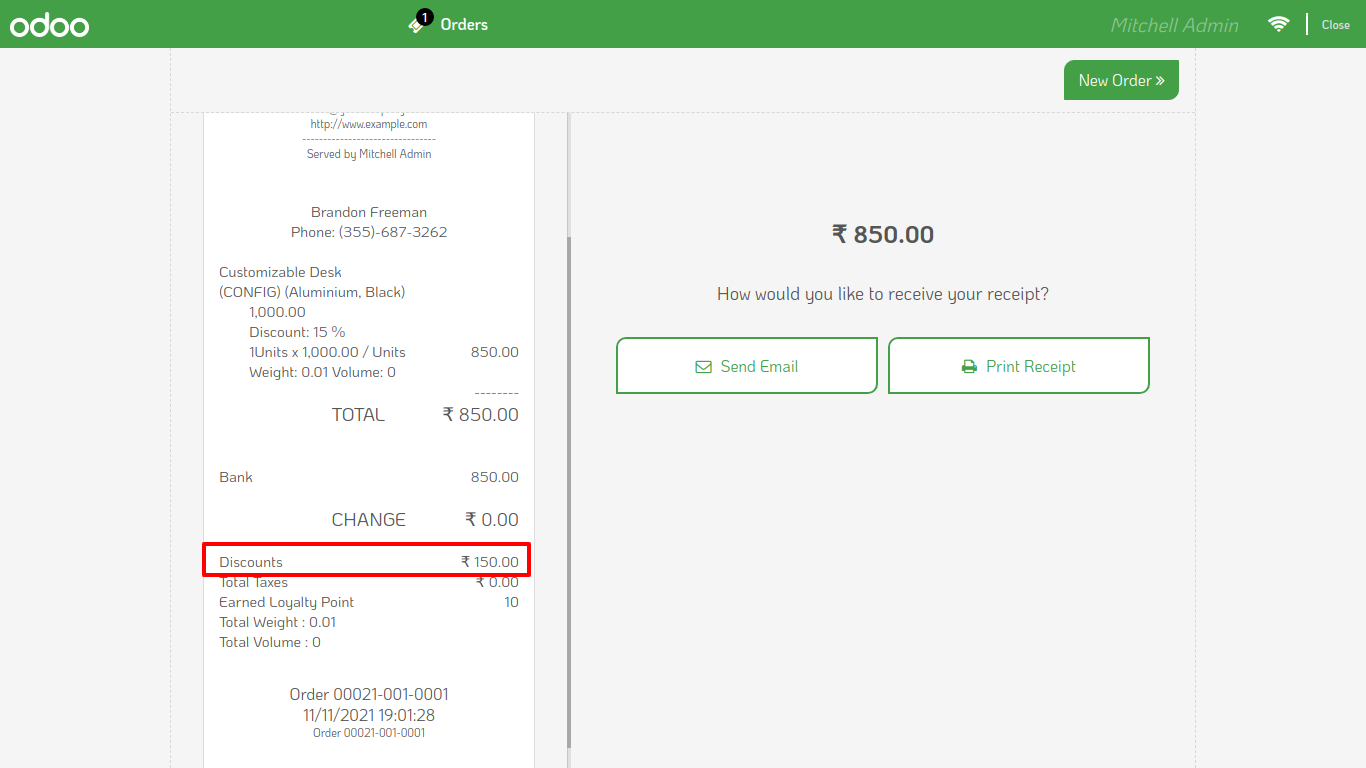 odoo
1
Orders
Mitchell Admin
Close
New Order »
http://www.example.com
--------------------------------
Served by Mitchell Admin
Brandon Freeman
Phone: (355)-687-3262
Customizable Desk
(CONFIG) (Aluminium, Black)
1,000.00
Discount: 15 %
1Units x 1,000.00 / Units 850.00
Weight: 0.01 Volume: 0
--------
TOTAL ₹ 850.00
Bank 850.00
CHANGE ₹ 0.00
Discounts ₹ 150.00
Total Taxes ₹ 0.00
Earned Loyalty Point 10
Total Weight : 0.01
Total Volume : 0
Order 00021-001-0001
11/11/2021 19:01:28
Order 00021-001-0001
₹ 850.00
How would you like to receive your receipt?
Send Email
Print Receipt